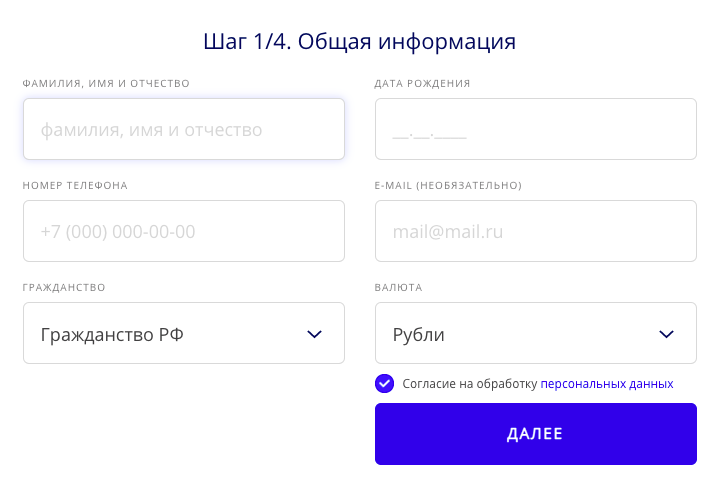 Шаг 1/4. Общая информация
ФАМИЛИЯ, ИМЯ И ОТЧЕСТВО
фамилия, имя и отчество
ДАТА РОЖДЕНИЯ
__.__.____
НОМЕР ТЕЛЕФОНА
+7 (000) 000-00-00
E-MAIL (НЕОБЯЗАТЕЛЬНО)
mail@mail.ru
ГРАЖДАНСТВО
Гражданство РФ
ВАЛЮТА
Рубли
Согласие на обработку персональных данных
ДАЛЕЕ